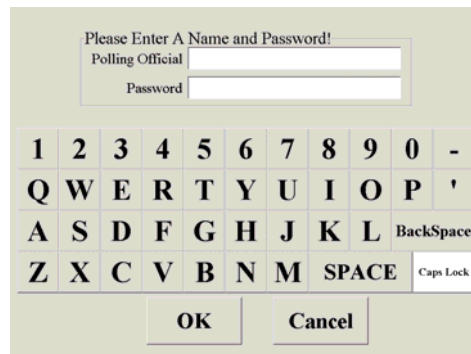 Please Enter A Name and Password!
Polling Official
Password
1 2 3 4 5 6 7 8 9 0 -
Q W E R T Y U I O P '
A S D F G H J K L BackSpace
Z X C V B N M SPACE Caps Lock
OK Cancel